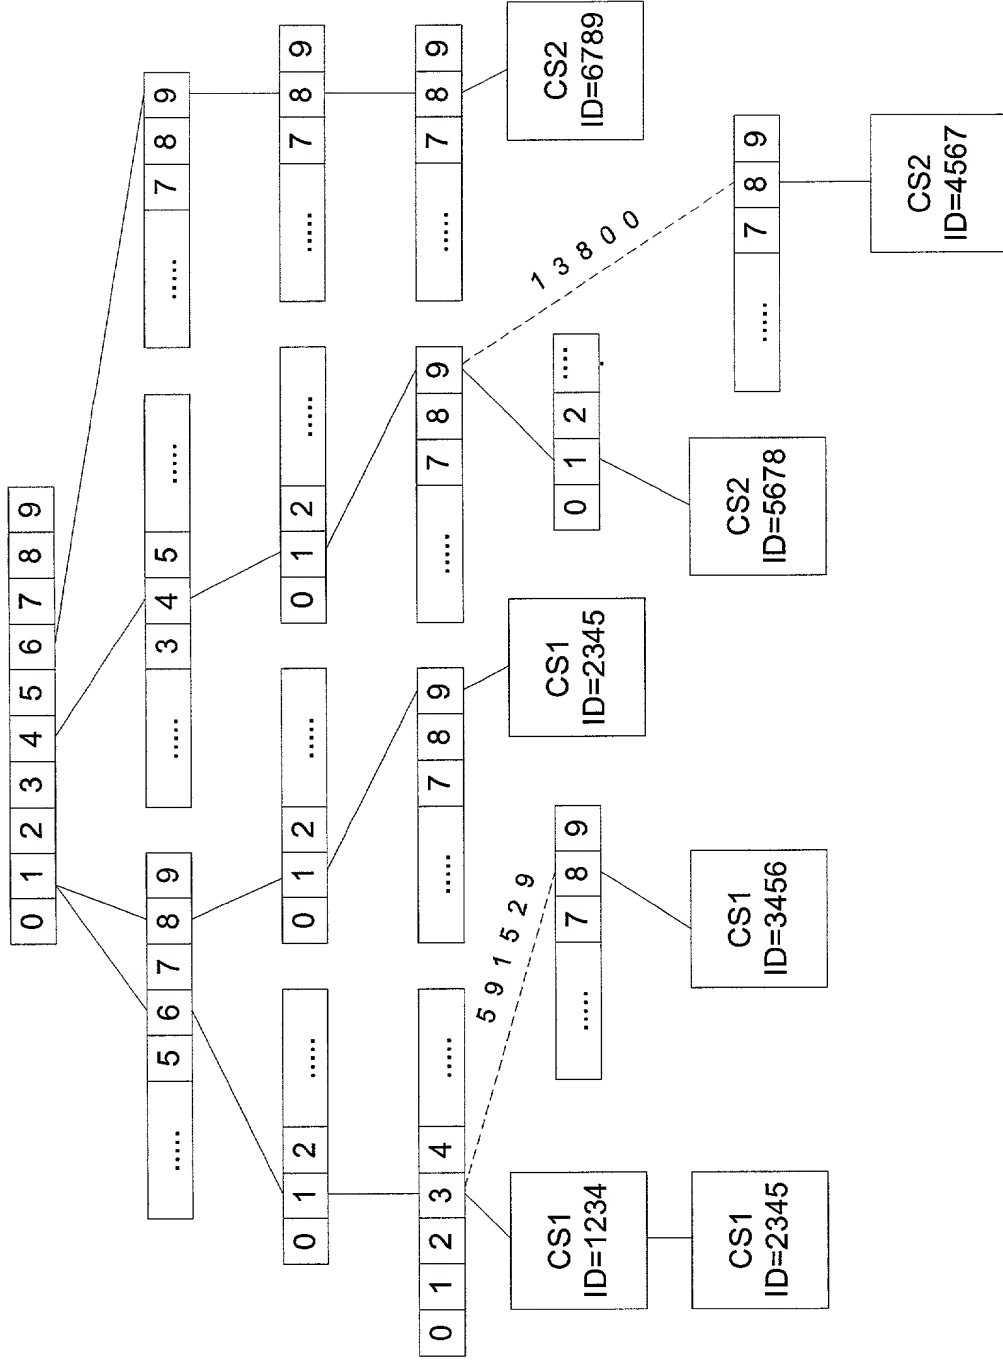 0 1 2 3 4 5 6 7 8 9
..... 5 6 7 8 9
..... 3 4 5 .....
..... 7 8 9
0 1 2 .....
0 1 2 .....
0 1 2 .....
..... 7 8 9
0 1 2 3 4 .....
..... 7 8 9
..... 7 8 9
..... 7 8 9
5 9 1 5 2 9
1 3 8 0 0
CS1
ID=1234
..... 7 8 9
CS1
ID=2345
0 1 2 ....
CS2
ID=6789
CS1
ID=2345
CS1
ID=3456
CS2
ID=5678
..... 7 8 9
CS2
ID=4567